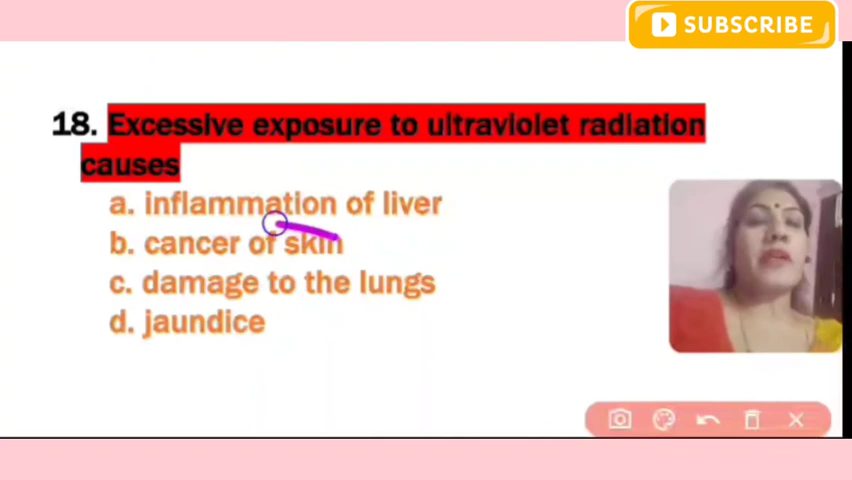 SUBSCRIBE
18. Excessive exposure to ultraviolet radiation
causes
a. inflammation of liver
b. cancer of skin
c. damage to the lungs
d. jaundice